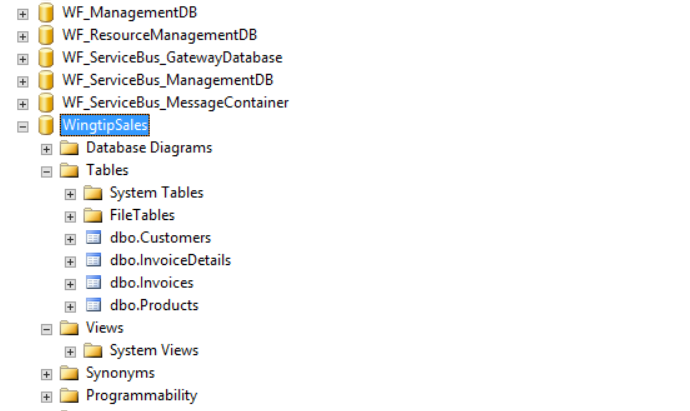 WF_ManagementDB
WF_ResourceManagementDB
WF_ServiceBus_GatewayDatabase
WF_ServiceBus_ManagementDB
WF_ServiceBus_MessageContainer
WingtipSales
Database Diagrams
Tables
System Tables
FileTables
dbo.Customers
dbo.InvoiceDetails
dbo.Invoices
dbo.Products
Views
System Views
Synonyms
Programmability